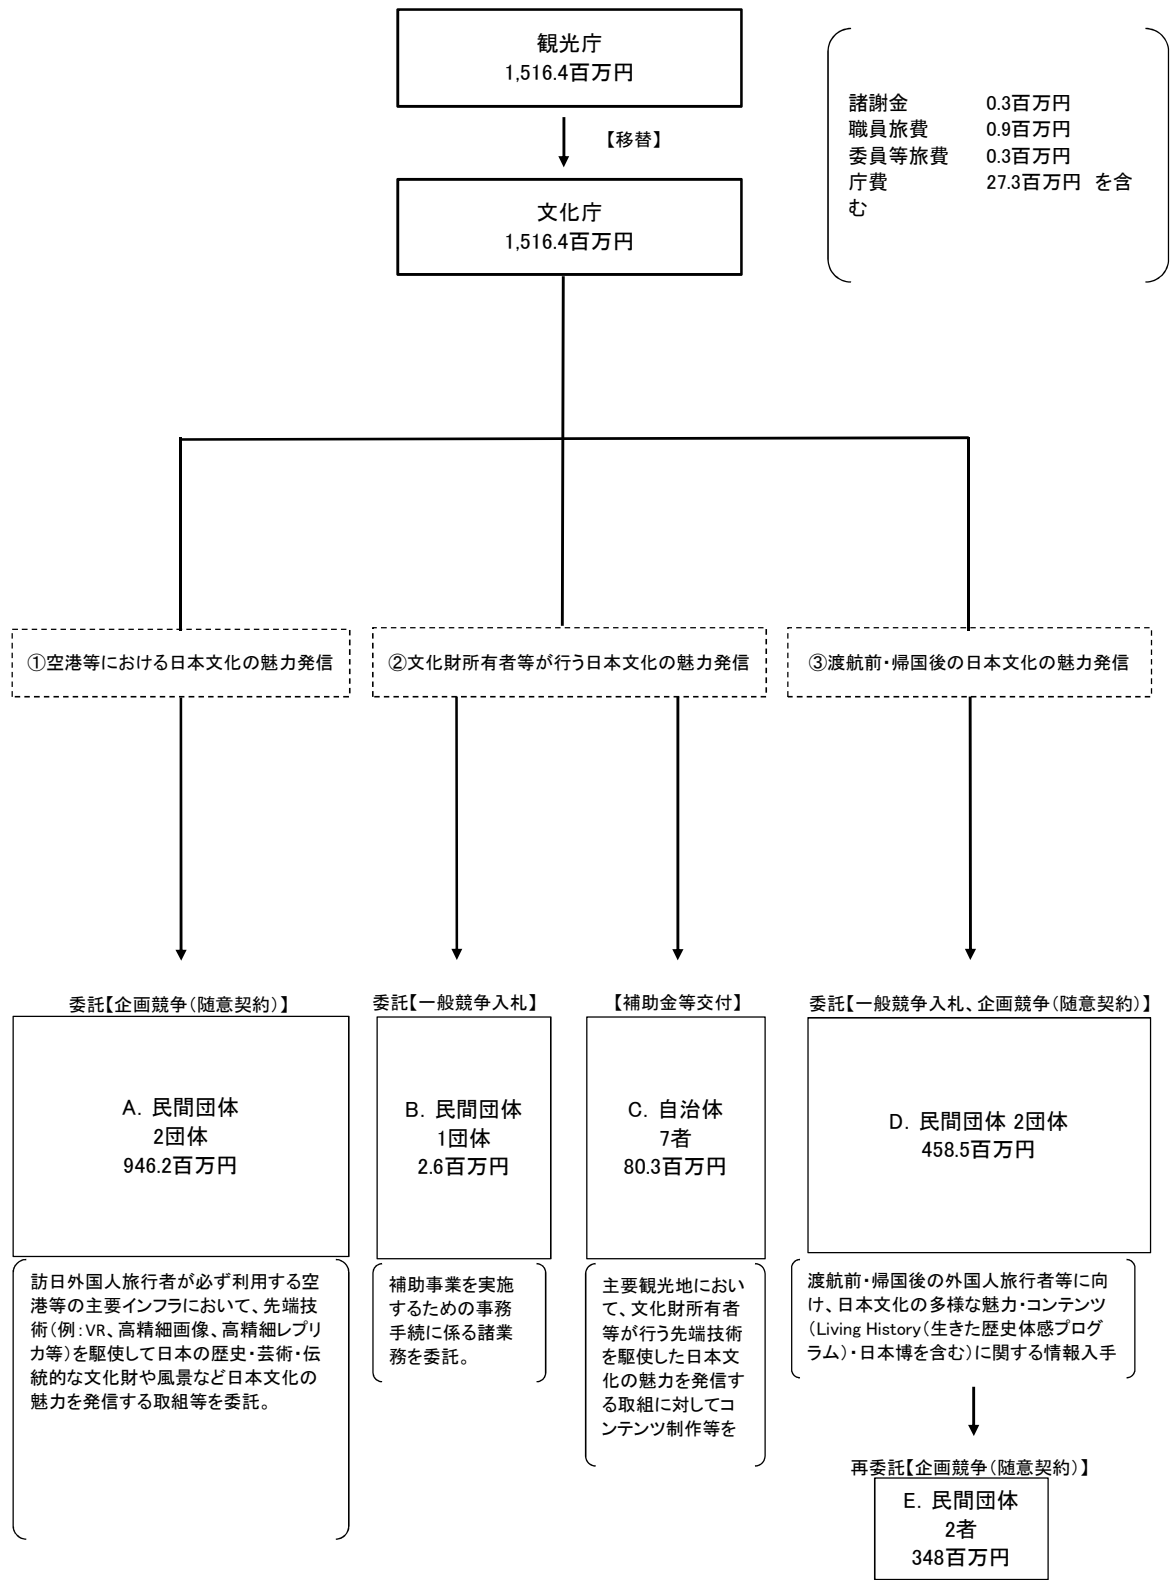 観光庁
1,516.4百万円
諸謝金 0.3百万円
職員旅費 0.9百万円
委員等旅費 0.3百万円
庁費 27.3百万円 を含
む
【移替】
文化庁
1,516.4百万円
①空港等における日本文化の魅力発信
②文化財所有者等が行う日本文化の魅力発信
③渡航前・帰国後の日本文化の魅力発信
委託【企画競争（随意契約）】
A．民間団体
2団体
946.2百万円
訪日外国人旅行者が必ず利用する空
港等の主要インフラにおいて、先端技
術（例：VR、高精細画像、高精細レプリ
カ等）を駆使して日本の歴史・芸術・伝
統的な文化財や風景など日本文化の
魅力を発信する取組等を委託。
委託【一般競争入札】
B．民間団体
1団体
2.6百万円
補助事業を実施
するための事務
手続に係る諸業
務を委託。
【補助金等交付】
C．自治体
7者
80.3百万円
主要観光地におい
て、文化財所有者
等が行う先端技術
を駆使した日本文
化の魅力を発信す
る取組に対してコ
ンテンツ制作等を
委託【一般競争入札、企画競争（随意契約）】
D．民間団体 2団体
458.5百万円
渡航前・帰国後の外国人旅行者等に向
け、日本文化の多様な魅力・コンテンツ
（Living History（生きた歴史体感プログ
ラム）・日本博を含む）に関する情報入手
再委託【企画競争（随意契約）】
E．民間団体
2者
348百万円